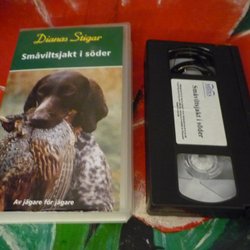 Dianas Stigar
Småviltsjakt i söder
Av jägare för jägare
Småviltsjakt i söder